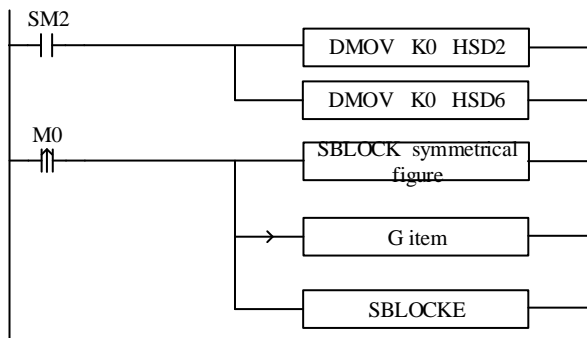 SM2
DMOV K0 HSD2
DMOV K0 HSD6
M0
SBLOCK symmetrical
figure
G item
SBLOCKE